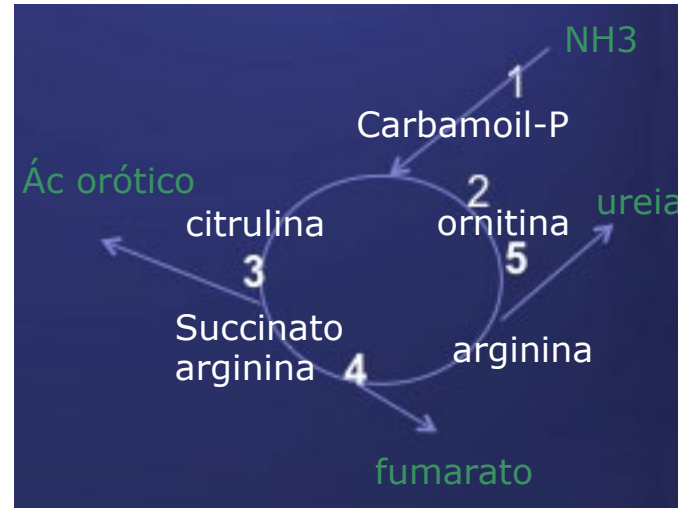 NH3
1
Carbamoil-P
Ác orótico
2
ureia
citrulina
ornitina
3
5
Succinato
arginina
arginina
4
fumarato